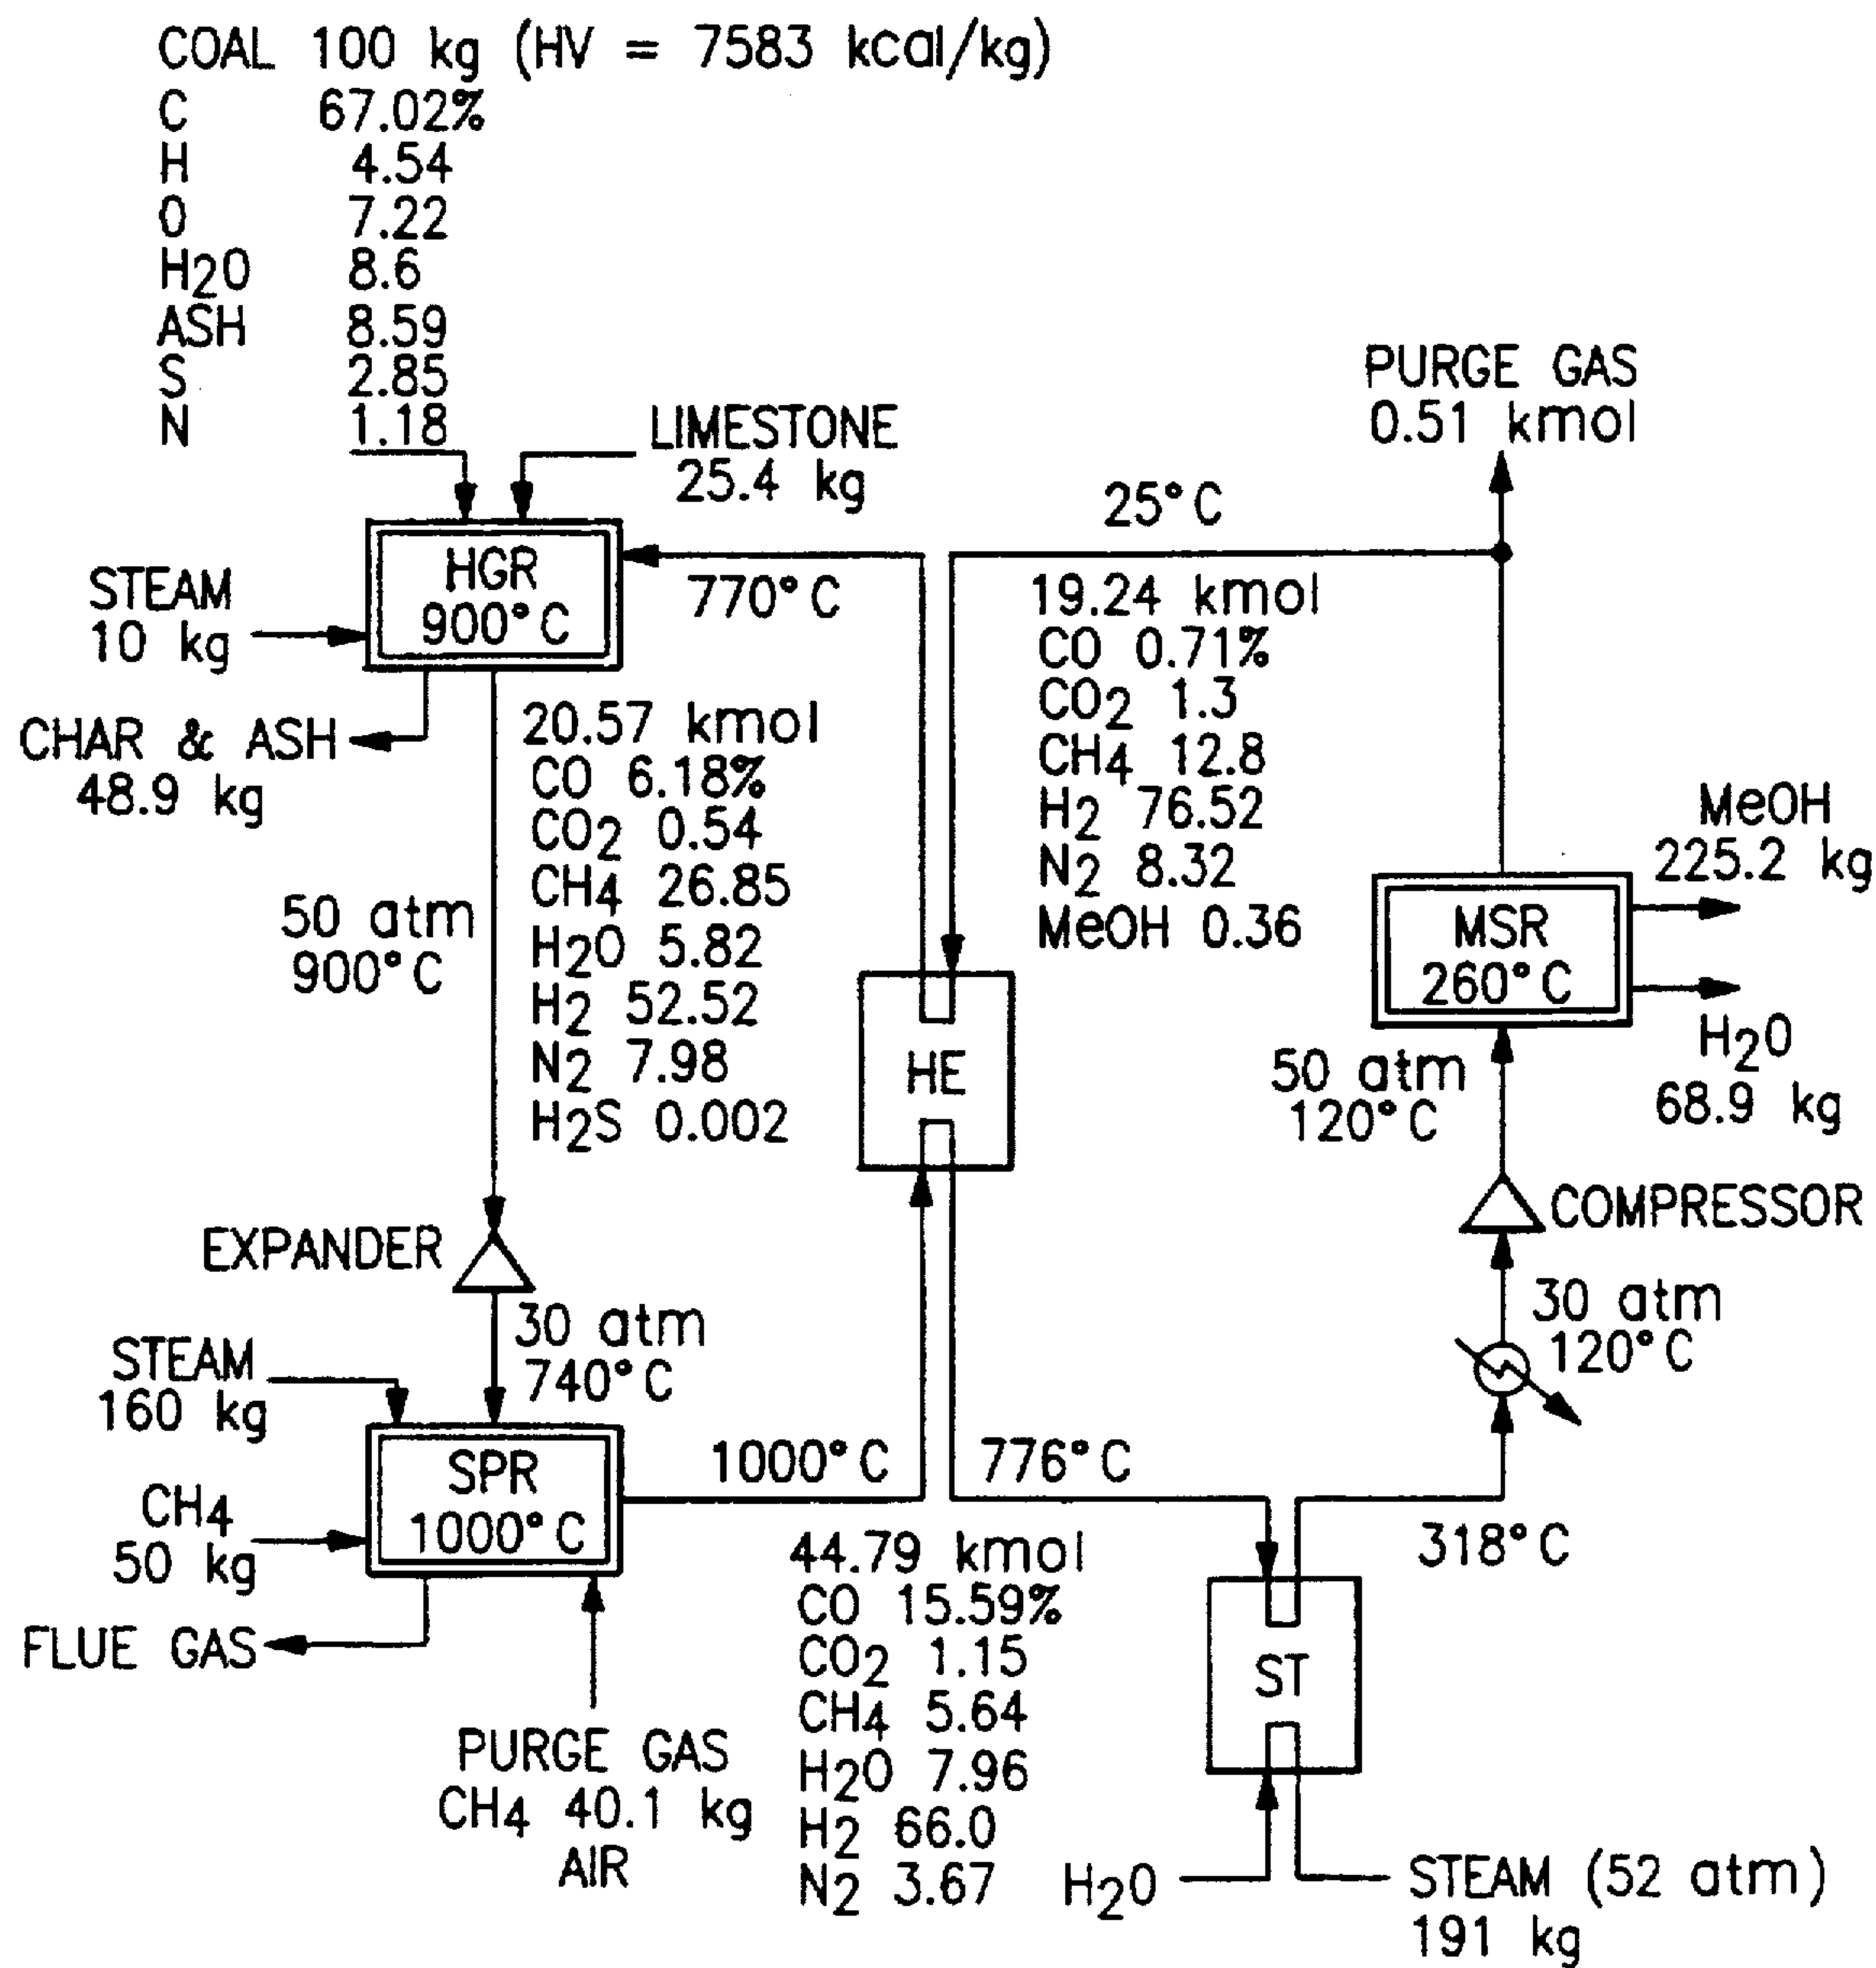 COAL 100 kg (HV = 7583 kcal/kg)
C 67.02%
H 4.54
O 7.22
H2O 8.6
ASH 8.59
S 2.85
N 1.18
LIMESTONE
25.4 kg
HGR
900°C
STEAM
10 kg
CHAR & ASH
48.9 kg
770°C
25°C
PURGE GAS
0.51 kmol
19.24 kmol
CO 0.71%
CO2 1.3
CH4 12.8
H2 76.52
N2 8.32
MeOH 0.36
20.57 kmol
CO 6.18%
CO2 0.54
CH4 26.85
H2O 5.82
H2 52.52
N2 7.98
H2S 0.002
50 atm
900°C
HE
MSR
260°C
MeOH
225.2 kg
H2O
68.9 kg
50 atm
120°C
COMPRESSOR
30 atm
120°C
EXPANDER
30 atm
740°C
STEAM
160 kg
SPR
1000°C
CH4
50 kg
FLUE GAS
PURGE GAS
CH4 40.1 kg
AIR
1000°C
776°C
318°C
44.79 kmol
CO 15.59%
CO2 1.15
CH4 5.64
H2O 7.96
H2 66.0
N2 3.67
ST
H2O
STEAM (52 atm)
191 kg